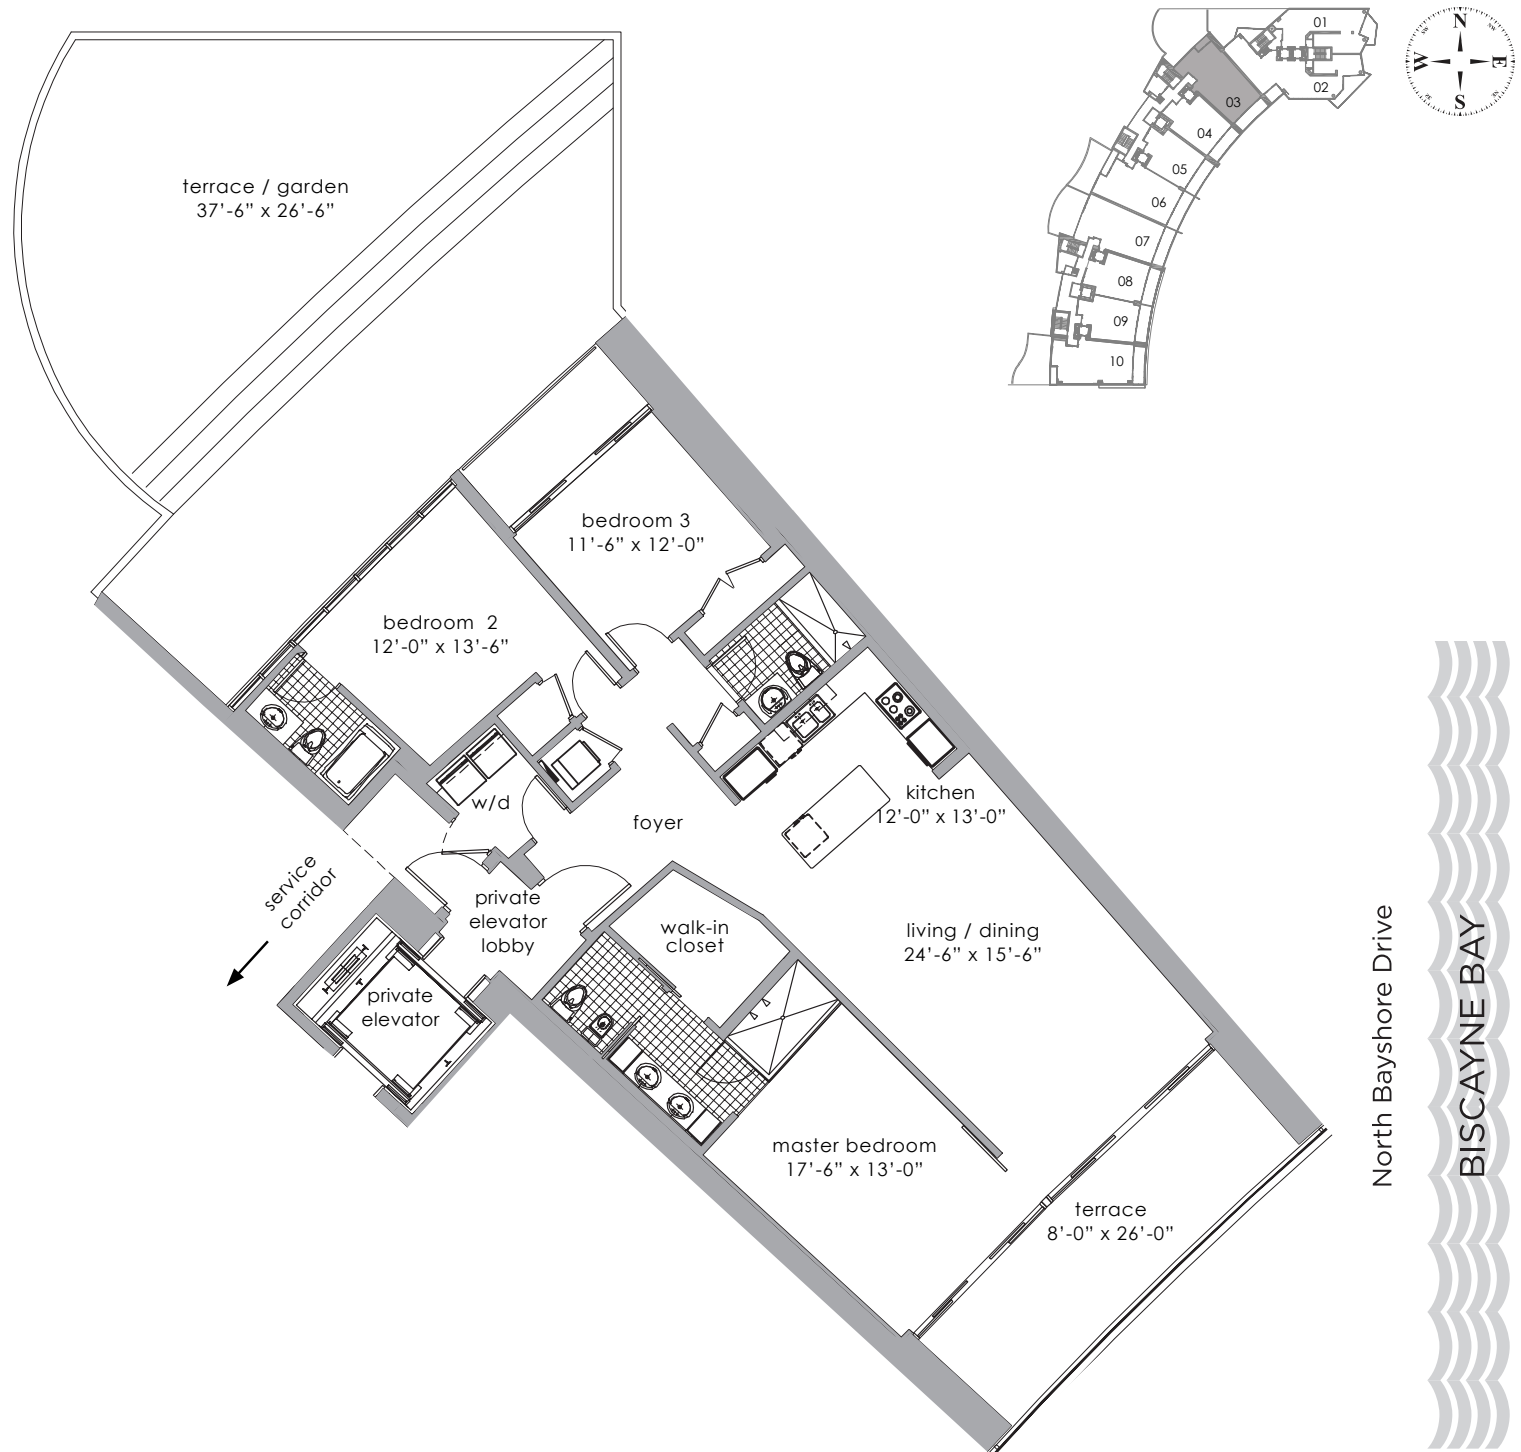 terrace / garden
37’-6” x 26’-6”
01
02
03
04
05
06
07
08
09
10
N
E
S
W
bedroom 3
11’-6” x 12’-0”
bedroom 2
12’-0” x 13’-6”
w/d
foyer
kitchen
12’-0” x 13’-0”
service
corridor
private
elevator
lobby
walk-in
closet
living / dining
24’-6” x 15’-6”
private
elevator
master bedroom
17’-6” x 13’-0”
terrace
8’-0” x 26’-0”
North Bayshore Drive
BISCAYNE BAY